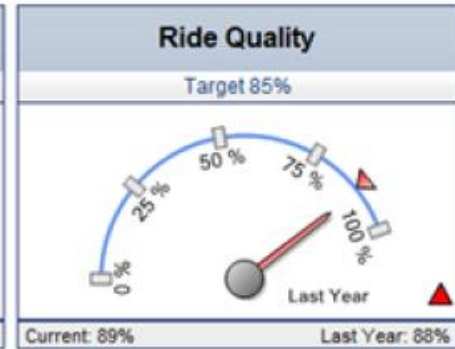 Ride Quality
Target 85%
0 %
25 %
50 %
75 %
100 %
Last Year
Current: 89%
Last Year: 88%